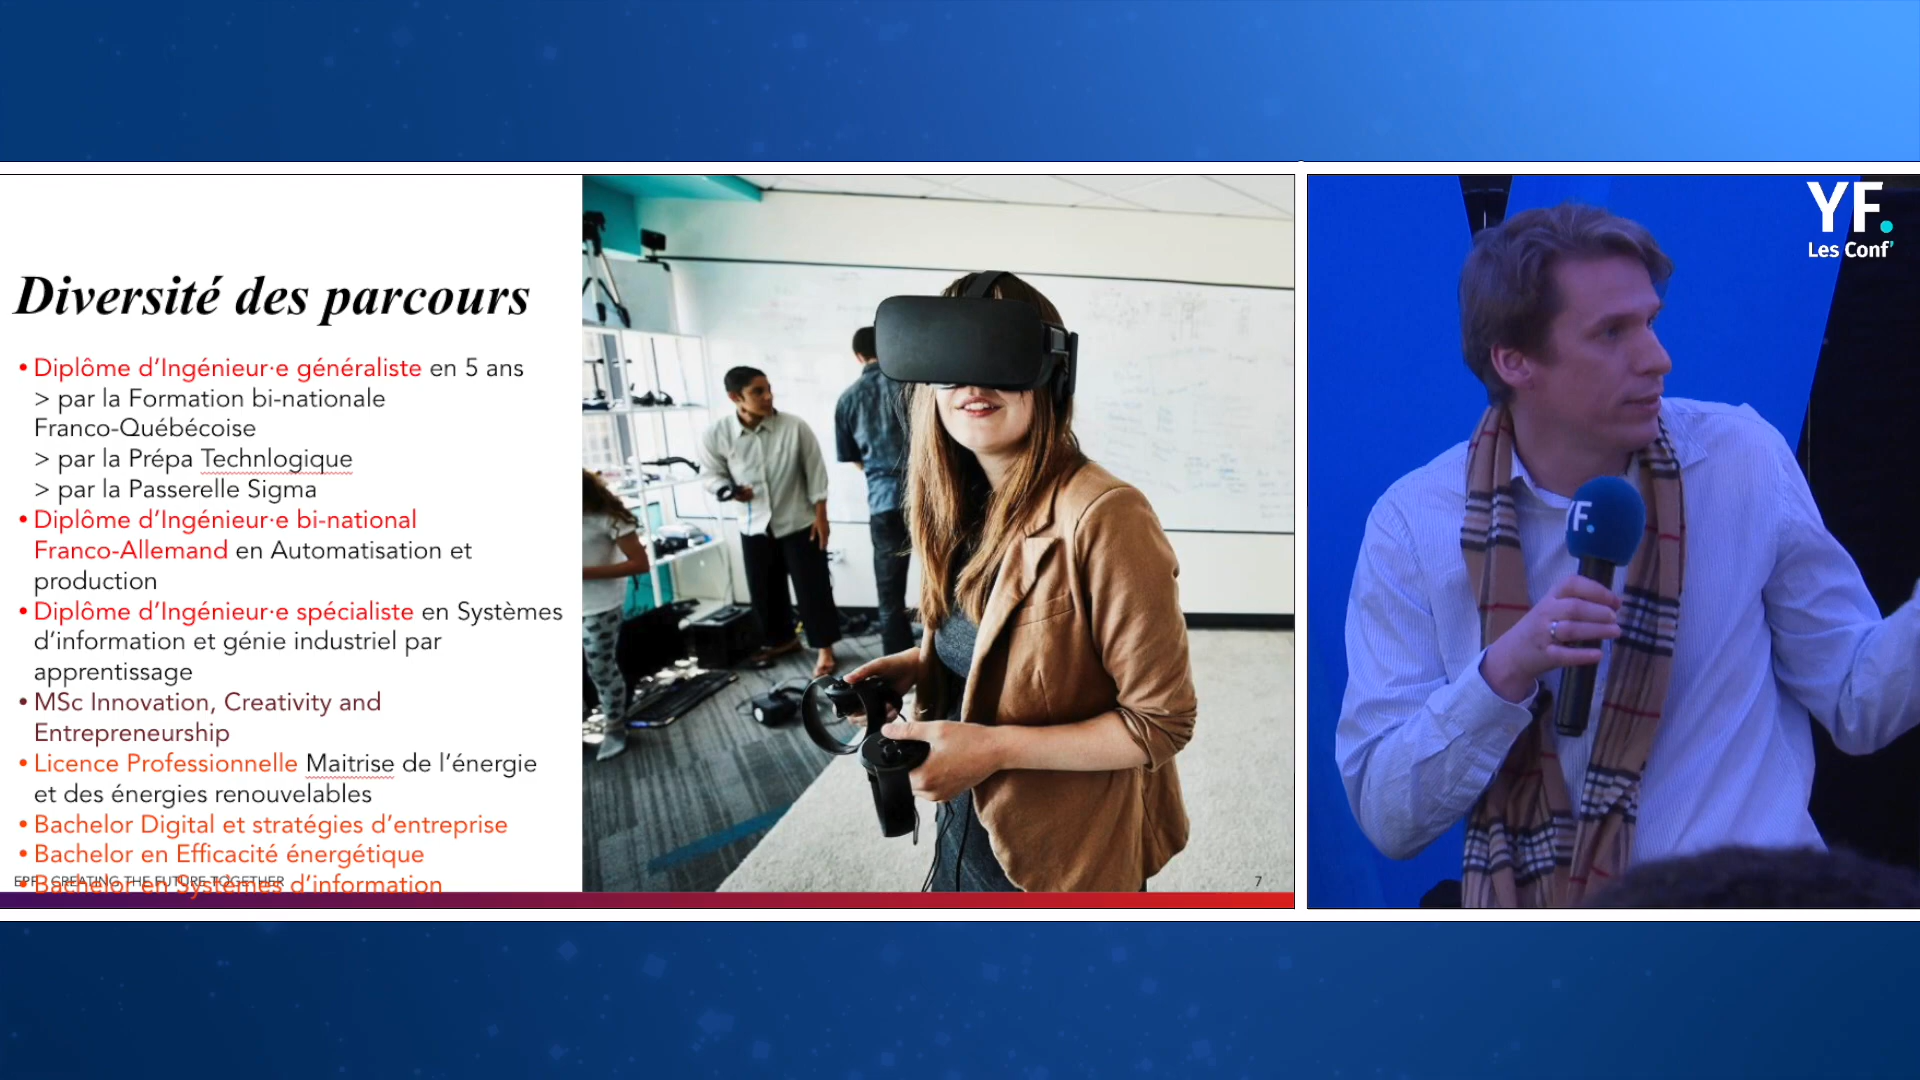 Diversité des parcours
• Diplôme d’Ingénieur·e généraliste en 5 ans
> par la Formation bi-nationale
Franco-Québécoise
> par la Prépa Technlogique
> par la Passerelle Sigma
• Diplôme d’Ingénieur·e bi-national
Franco-Allemand en Automatisation et
production
• Diplôme d’Ingénieur·e spécialiste en Systèmes
d’information et génie industriel par
apprentissage
• MSc Innovation, Creativity and
Entrepreneurship
• Licence Professionnelle Maitrise de l’énergie
et des énergies renouvelables
• Bachelor Digital et stratégies d’entreprise
• Bachelor en Efficacité énergétique
• Bachelor en Systèmes d’information
EPF CREATING THE FUTURE TOGETHER
7
YF.
Les Conf’
YF.